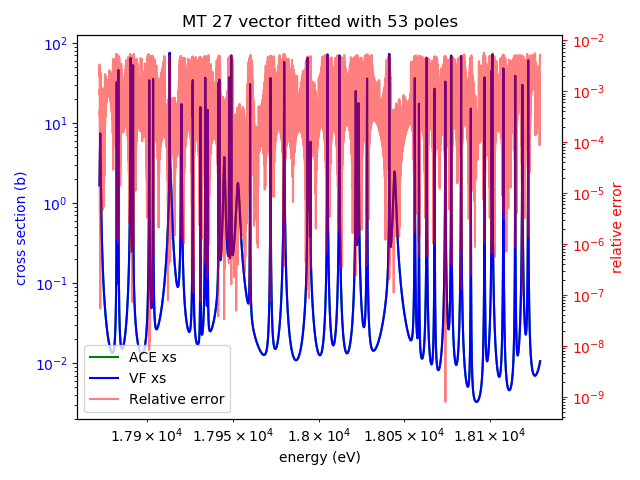 MT 27 vector fitted with 53 poles
10²
10¹
10⁰
10⁻¹
10⁻²
cross section (b)
10⁻²
10⁻³
10⁻⁴
10⁻⁵
10⁻⁶
10⁻⁷
10⁻⁸
10⁻⁹
relative error
ACE xs
VF xs
Relative error
1.79 × 10⁴ 1.795 × 10⁴ 1.8 × 10⁴ 1.805 × 10⁴ 1.81 × 10⁴
energy (eV)